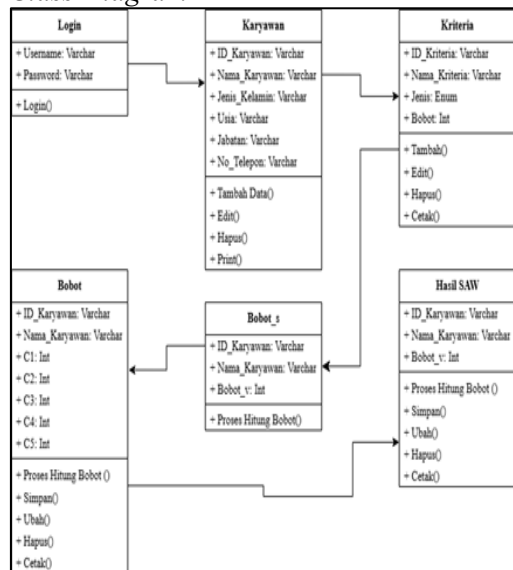 Login
+ Username: Varchar
+ Password: Varchar
+ Login()
Karyawan
+ ID_Karyawan: Varchar
+ Nama_Karyawan: Varchar
+ Jenis_Kelamin: Varchar
+ Usia: Varchar
+ Jabatan: Varchar
+ No_Telepon: Varchar
+ Tambah Data()
+ Edit()
+ Hapus()
+ Print()
Kriteria
+ ID_Kriteria: Varchar
+ Nama_Kriteria: Varchar
+ Jenis: Enum
+ Bobot: Int
+ Tambah()
+ Edit()
+ Hapus()
+ Cetak()
Bobot
+ ID_Karyawan: Varchar
+ Nama_Karyawan: Varchar
+ C1: Int
+ C2: Int
+ C3: Int
+ C4: Int
+ C5: Int
+ Proses Hitung Bobot ()
+ Simpan()
+ Ubah()
+ Hapus()
+ Cetak()
Bobot_s
+ ID_Karyawan: Varchar
+ Nama_Karyawan: Varchar
+ Bobot_v: Int
+ Proses Hitung Bobot()
Hasil SAW
+ ID_Karyawan: Varchar
+ Nama_Karyawan: Varchar
+ Bobot_v: Int
+ Proses Hitung Bobot ()
+ Simpan()
+ Ubah()
+ Hapus()
+ Cetak()